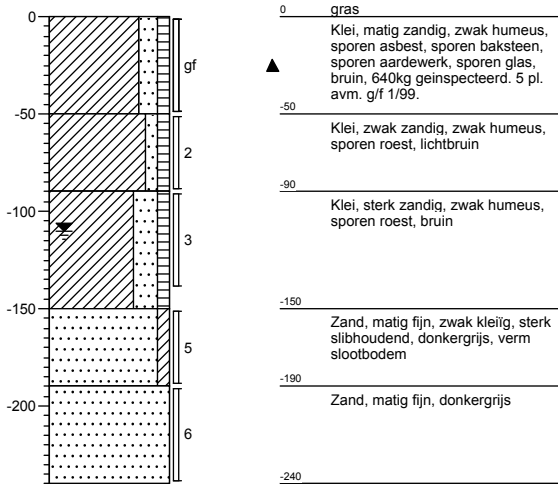 0
-50
-100
-150
-200
gf
2
3
5
6
0
gras
Klei, matig zandig, zwak humeus,
sporen asbest, sporen baksteen,
sporen aardewerk, sporen glas,
bruin, 640kg geinspecteerd. 5 pl.
avm. g/f 1/99.
-50
Klei, zwak zandig, zwak humeus,
sporen roest, lichtbruin
-90
Klei, sterk zandig, zwak humeus,
sporen roest, bruin
-150
Zand, matig fijn, zwak kleiïg, sterk
slibhoudend, donkergrijs, verm
slootbodem
-190
Zand, matig fijn, donkergrijs
-240